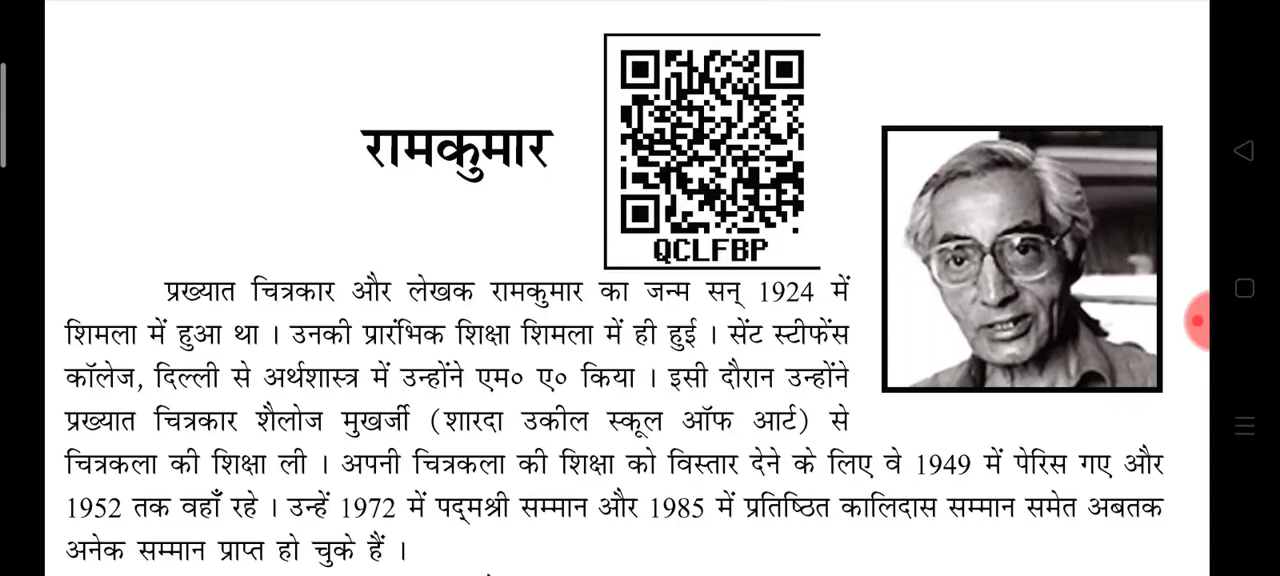 रामकुमार
QCLFBP
प्रख्यात चित्रकार और लेखक रामकुमार का जन्म सन् 1924 में
शिमला में हुआ था । उनकी प्रारंभिक शिक्षा शिमला में ही हुई । सेंट स्टीफेंस
कॉलेज, दिल्ली से अर्थशास्त्र में उन्होंने एम० ए० किया । इसी दौरान उन्होंने
प्रख्यात चित्रकार शैलोज मुखर्जी (शारदा उकील स्कूल ऑफ आर्ट) से
चित्रकला की शिक्षा ली । अपनी चित्रकला की शिक्षा को विस्तार देने के लिए वे 1949 में पेरिस गए और
1952 तक वहाँ रहे । उन्हें 1972 में पद्मश्री सम्मान और 1985 में प्रतिष्ठित कालिदास सम्मान समेत अबतक
अनेक सम्मान प्राप्त हो चुके हैं ।